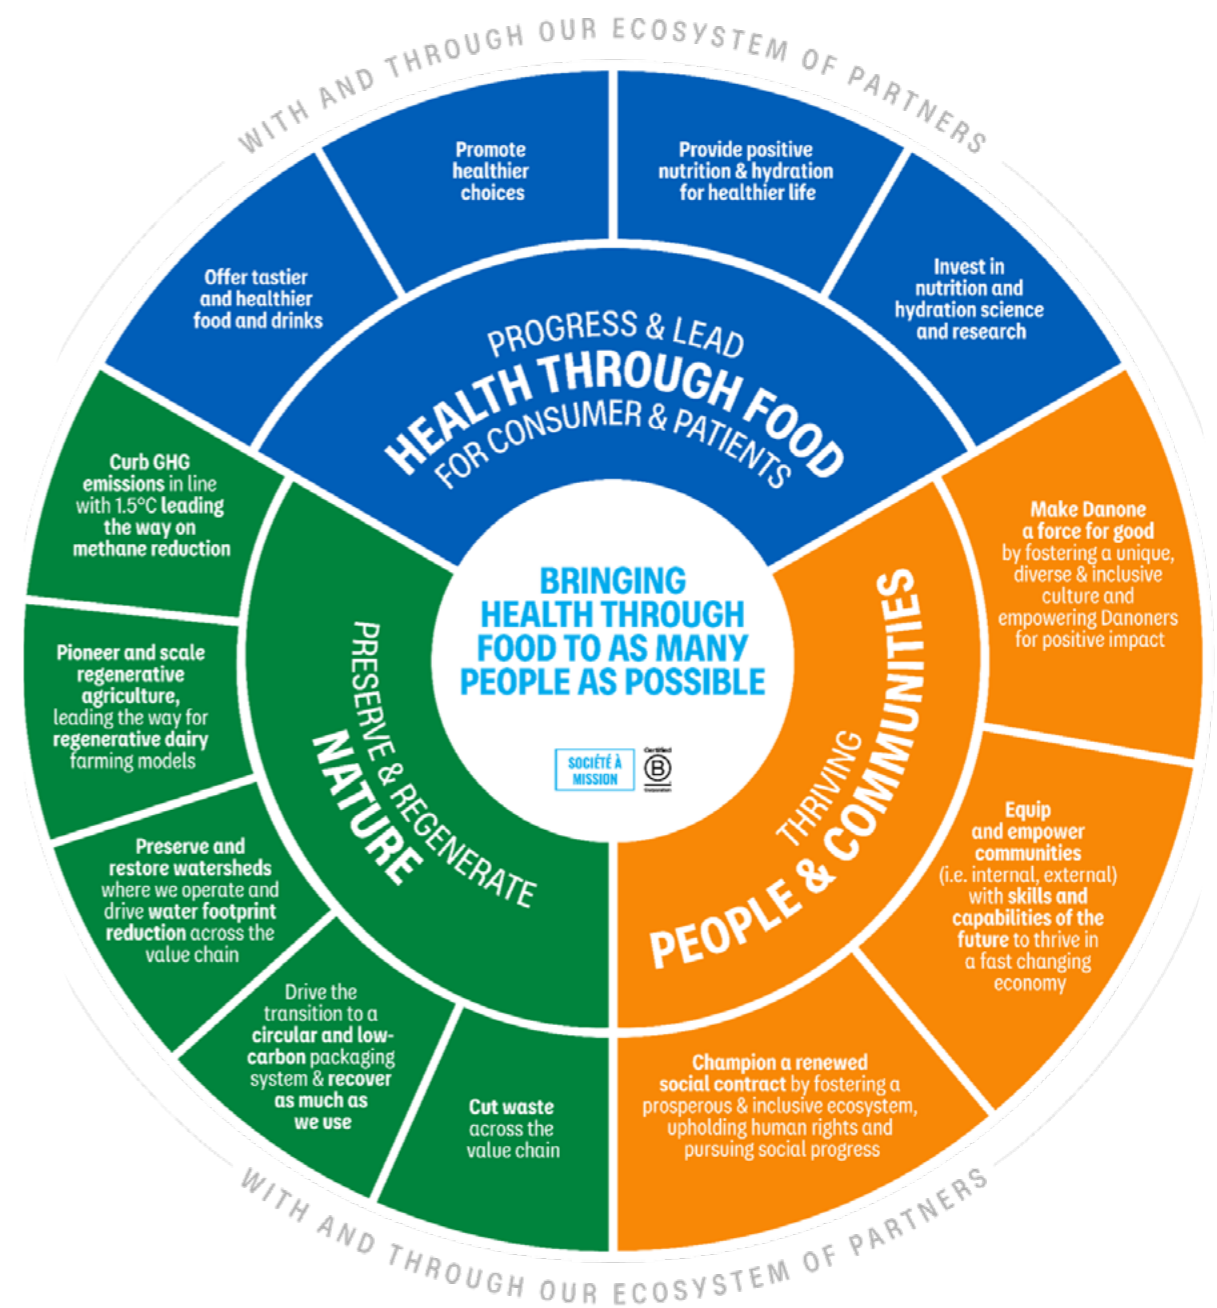 WITH AND THROUGH OUR ECOSYSTEM OF PARTNERS
Promote
healthier
choices
Provide positive
nutrition & hydration
for healthier life
Offer tastier
and healthier
food and drinks
Invest in
nutrition and
hydration science
and research
PROGRESS & LEAD
HEALTH THROUGH FOOD
FOR CONSUMER & PATIENTS
Curb GHG
emissions in line
with 1.5°C leading
the way on
methane reduction
Pioneer and scale
regenerative
agriculture,
leading the way for
regenerative dairy
farming models
Preserve and
restore watersheds
where we operate and
drive water footprint
reduction across the
value chain
Drive the
transition to a
circular and low-
carbon packaging
system & recover
as much as
we use
Cut waste
across the
value chain
PRESERVE & REGENERATE
NATURE
BRINGING
HEALTH THROUGH
FOOD TO AS MANY
PEOPLE AS POSSIBLE
SOCIÉTÉ À
MISSION
Certified
B
Corporation
THRIVING
PEOPLE & COMMUNITIES
Make Danone
a force for good
by fostering a unique,
diverse & inclusive
culture and
empowering Danoners
for positive impact
Equip
and empower
communities
(i.e. internal, external)
with skills and
capabilities of the
future to thrive in
a fast changing
economy
Champion a renewed
social contract by fostering a
prosperous & inclusive ecosystem,
upholding human rights and
pursuing social progress
WITH AND THROUGH OUR ECOSYSTEM OF PARTNERS